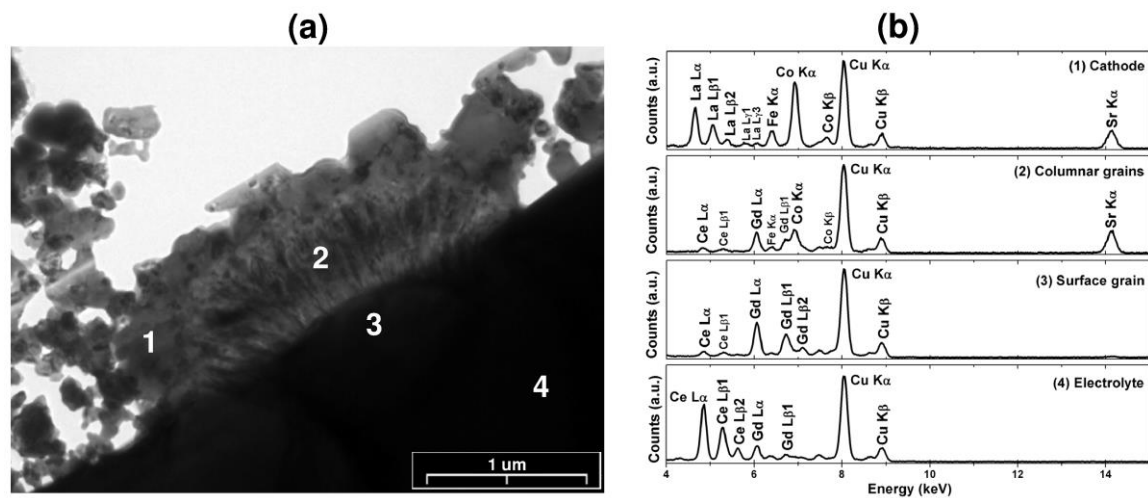 (a)
1
2
3
4
1 um
(b)
Counts (a.u.)
La Lα
La Lβ1
La Lβ2
La Lγ1
La Lγ3
Fe Kα
Co Kα
Co Kβ
Cu Kα
Cu Kβ
(1) Cathode
Sr Kα
Counts (a.u.)
Ce Lα
Ce Lβ1
Gd Lα
Fe Kα
Gd Lβ1
Co Kα
Co Kβ
Cu Kα
Cu Kβ
(2) Columnar grains
Sr Kα
Counts (a.u.)
Ce Lα
Ce Lβ1
Gd Lα
Gd Lβ1
Gd Lβ2
Cu Kα
Cu Kβ
(3) Surface grain
Counts (a.u.)
Ce Lα
Ce Lβ1
Ce Lβ2
Gd Lα
Gd Lβ1
Cu Kα
Cu Kβ
(4) Electrolyte
4 6 8 10 12 14
Energy (keV)